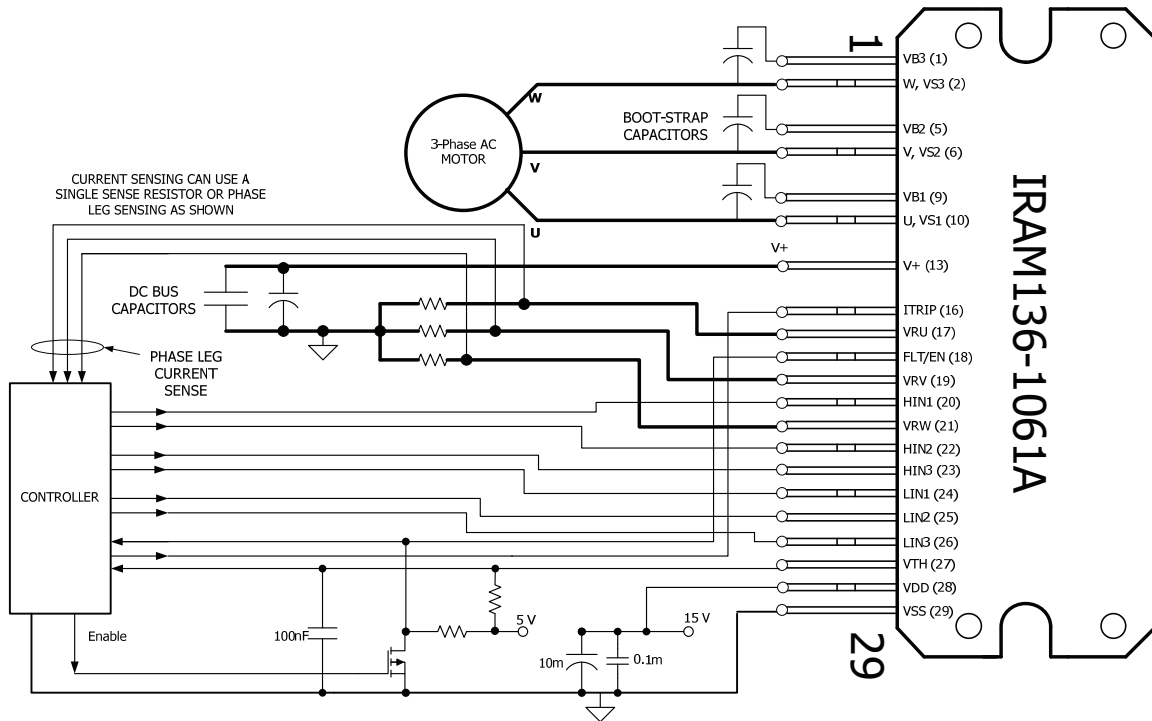 1
VB3 (1)
W, VS3 (2)
W
BOOT-STRAP
CAPACITORS
VB2 (5)
3-Phase AC
MOTOR
V, VS2 (6)
V
CURRENT SENSING CAN USE A
SINGLE SENSE RESISTOR OR PHASE
LEG SENSING AS SHOWN
VB1 (9)
U, VS1 (10)
U
V+
V+ (13)
DC BUS
CAPACITORS
ITRIP (16)
VRU (17)
PHASE LEG
CURRENT
SENSE
FLT/EN (18)
VRV (19)
HIN1 (20)
VRW (21)
HIN2 (22)
HIN3 (23)
CONTROLLER
LIN1 (24)
LIN2 (25)
LIN3 (26)
VTH (27)
VDD (28)
VSS (29)
IRAM136-1061A
Enable
100nF
5 V
15 V
10m
0.1m
29